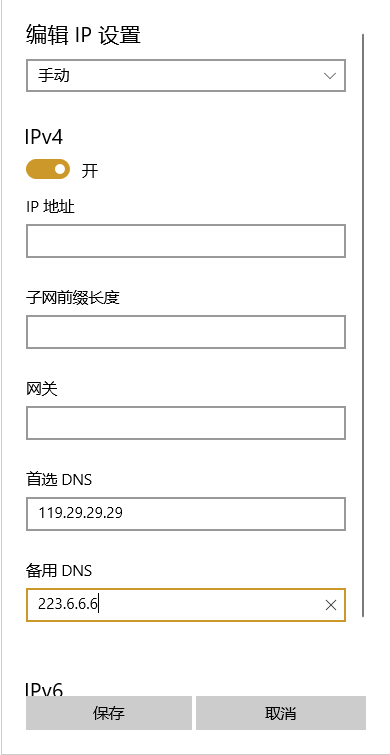 编辑 IP 设置
手动
IPv4
开
IP 地址
子网前缀长度
网关
首选 DNS
119.29.29.29
备用 DNS
223.6.6.6
IPv6
保存 取消